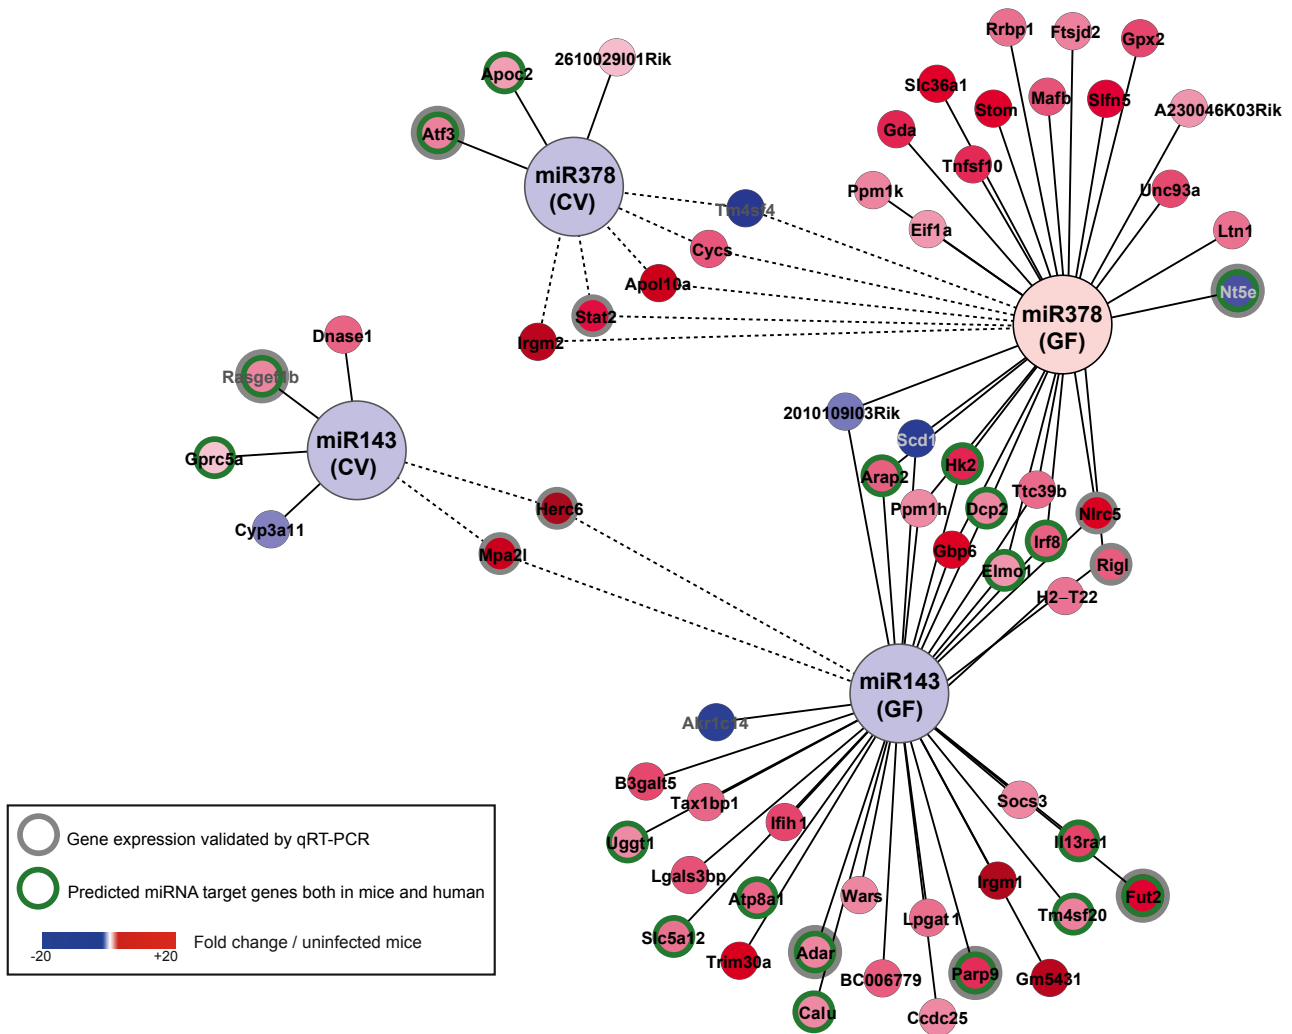 Rrbp1
Ftsjd2
Gpx2
2610029I01Rik
Apoc2
Slc36a1
Stom
Mafb
Slfn5
A230046K03Rik
Atf3
Gda
Tnfsf10
miR378
(CV)
Ppm1k
Unc93a
Tm4sf4
Eif1a
Ltn1
Cycs
Apol10a
Nt5e
Stat2
miR378
(GF)
Irgm2
Dnase1
Rasgef1b
2010109I03Rik
Scd1
miR143
(CV)
Gprc5a
Hk2
Arap2
Ttc39b
Ppm1h
Dcp2
Nlrc5
Herc6
Cyp3a11
Mpa2l
Gbp6
Irf8
Elmo1
Rigl
H2–T22
miR143
(GF)
Akr1c14
B3galt5
Tax1bp1
Socs3
Ifih1
Uggt1
Il13ra1
Lgals3bp
Irgm1
Atp8a1
Wars
Fut2
Lpgat1
Tm4sf20
Slc5a12
Adar
Trim30a
BC006779
Parp9
Gm5431
Calu
Ccdc25
Gene expression validated by qRT-PCR
Predicted miRNA target genes both in mice and human
Fold change / uninfected mice
-20 +20